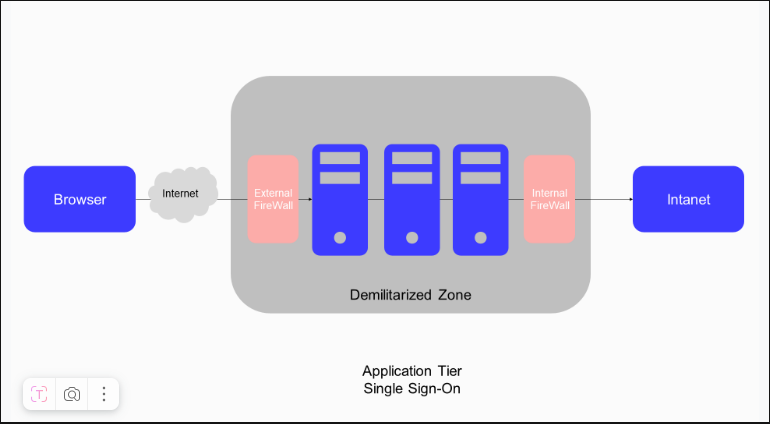 Browser
Internet
External
FireWall
Internal
FireWall
Intanet
Demilitarized Zone
Application Tier
Single Sign-On
T